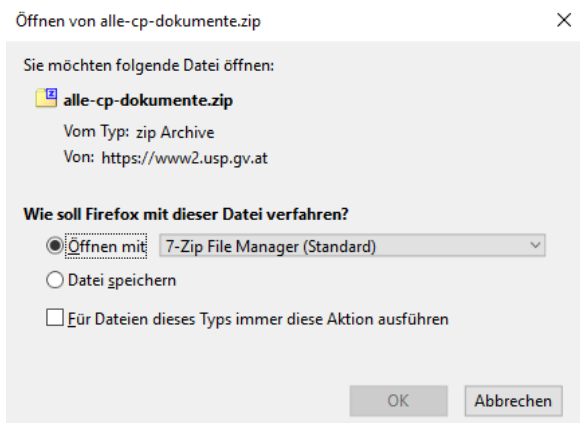 Öffnen von alle-cp-dokumente.zip
Sie möchten folgende Datei öffnen:
alle-cp-dokumente.zip
Vom Typ: zip Archive
Von: https://www2.usp.gv.at
Wie soll Firefox mit dieser Datei verfahren?
Öffnen mit 7-Zip File Manager (Standard)
Datei speichern
Für Dateien dieses Typs immer diese Aktion ausführen
OK Abbrechen